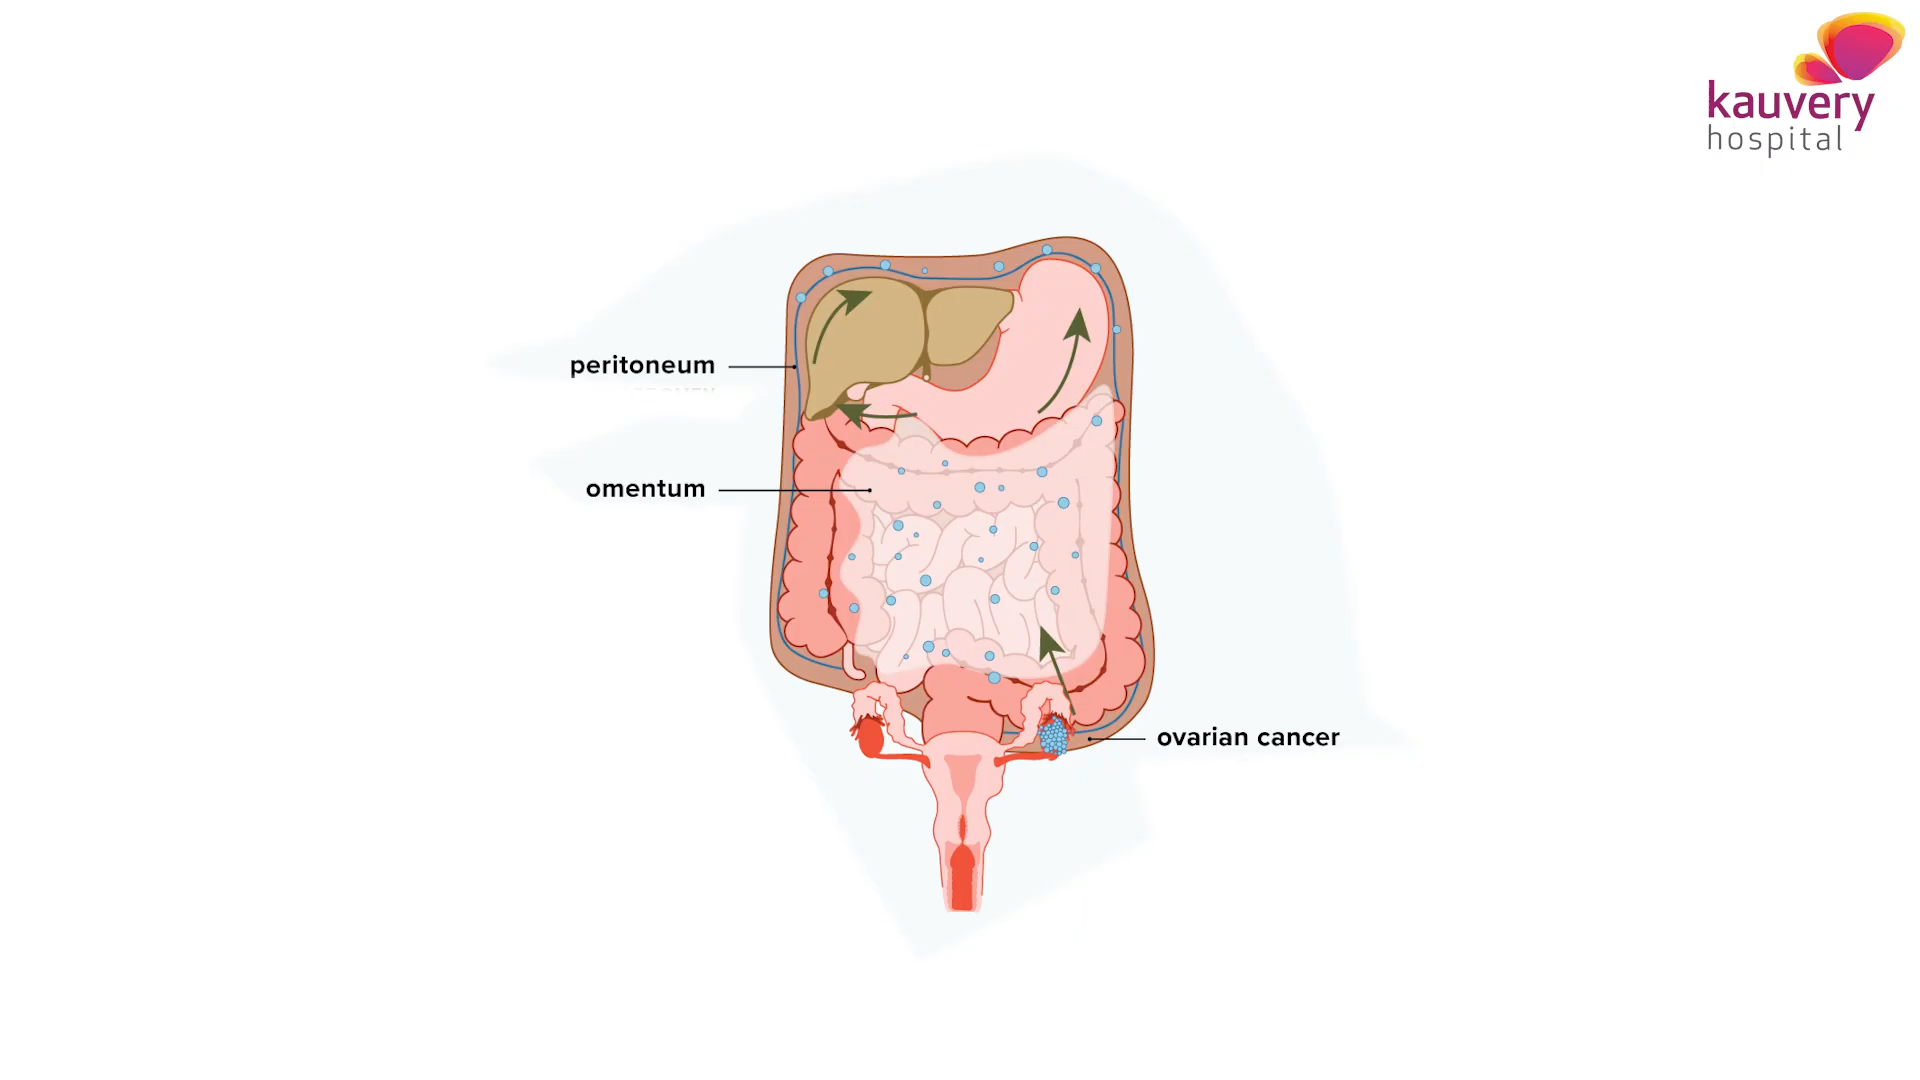 kauvery
hospital
peritoneum
omentum
ovarian cancer